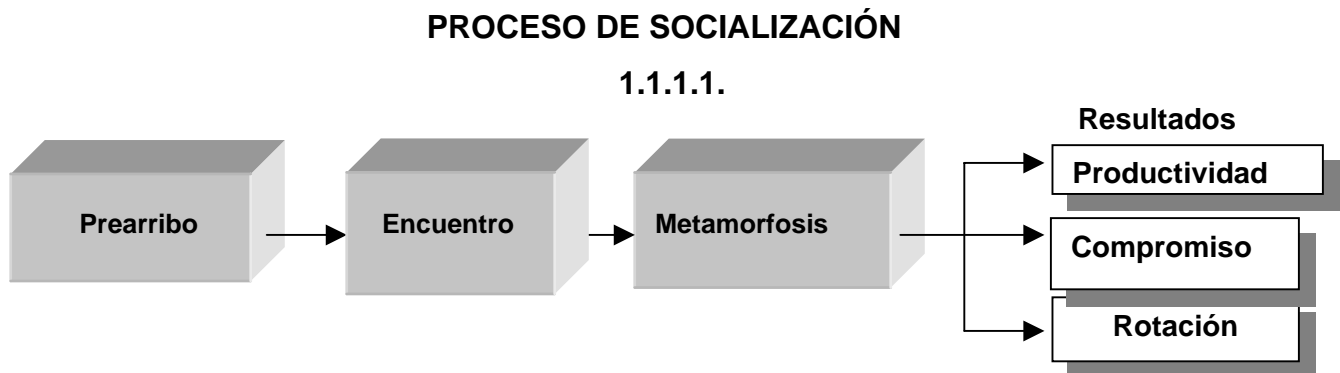 PROCESO DE SOCIALIZACIÓN
1.1.1.1.
Resultados
Prearribo
Encuentro
Metamorfosis
Productividad
Compromiso
Rotación